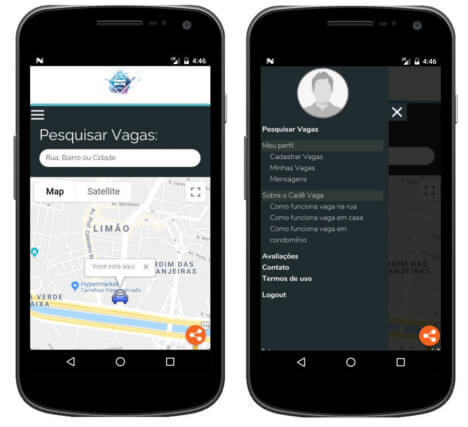 4:46
Pesquisar Vagas:
Rua, Bairro ou Cidade
Map Satellite
LIMÃO
Você está aqui. ×
RDIM DAS
ANJEIRAS
Hypermarket
Carrefour Hipermercado
VERDE
AIXA
4:46
Pesquisar Vagas
Meu perfil
Cadastrar Vagas
Minhas Vagas
Mensagens
Sobre o Cadê Vaga
Como funciona vaga na rua
Como funciona vaga em casa
Como funciona vaga em
condomínio
Avaliações
Contato
Termos de uso
Logout